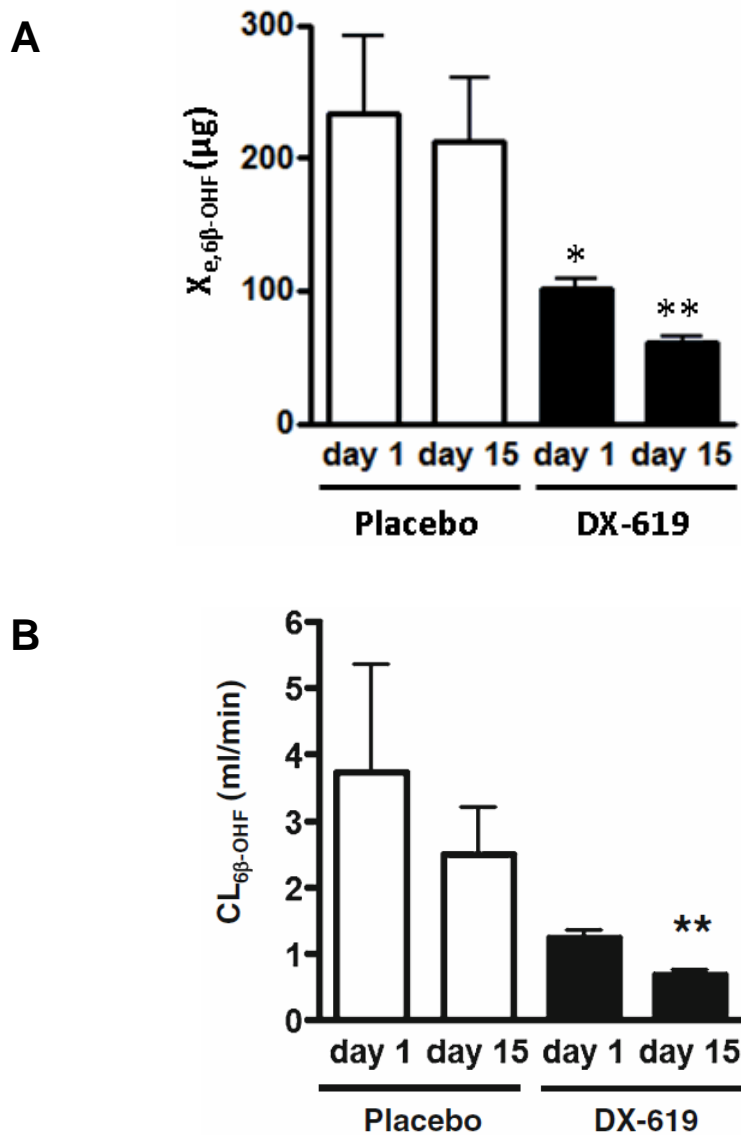 A
300
200
100
0
Xe,6β-OHF (μg)
*
**
day 1 day 15 day 1 day 15
Placebo DX-619
B
6
5
4
3
2
1
0
CL6β-OHF (ml/min)
**
day 1 day 15 day 1 day 15
Placebo DX-619